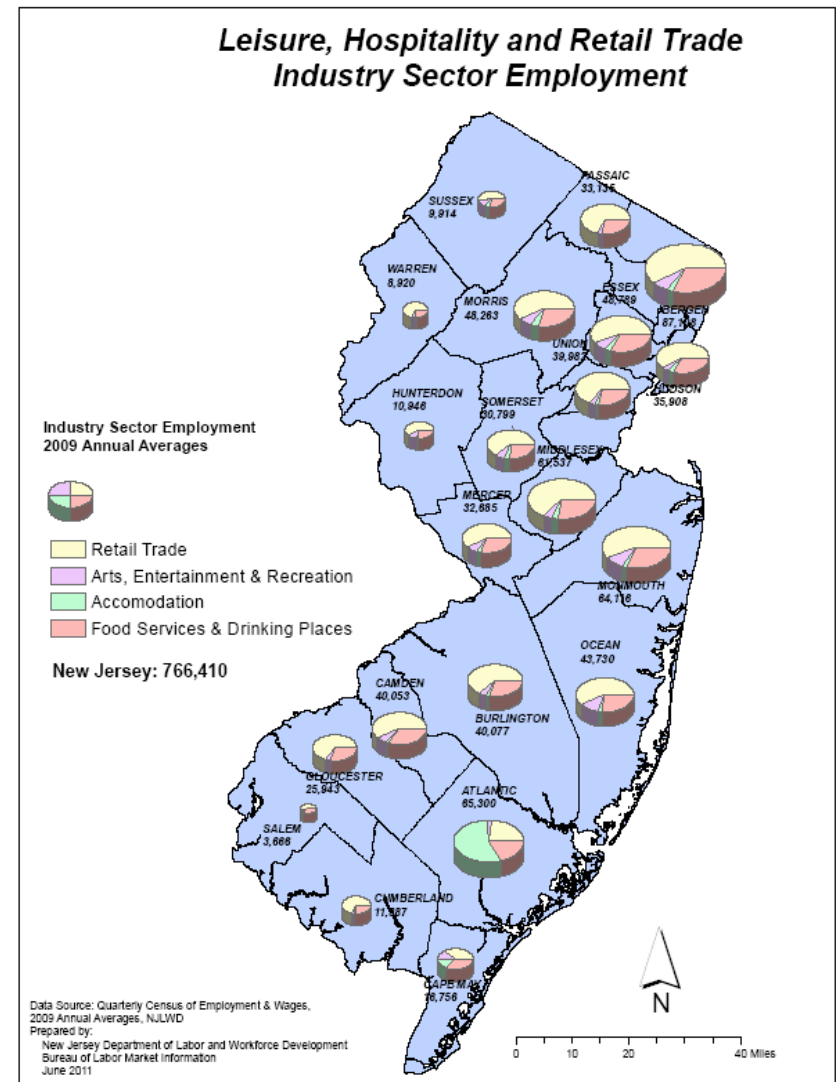 Leisure, Hospitality and Retail Trade
Industry Sector Employment
PASSAIC
SUSSEX
9,914
WARREN
8,920
MORRIS
48,263
ESSEX
48,789
BERGEN
UNION
HUDSON
35,908
HUNTERDON
10,946
SOMERSET
30,799
MIDDLESEX
61,537
MERCER
32,685
MONMOUTH
Industry Sector Employment
2009 Annual Averages
Retail Trade
Arts, Entertainment & Recreation
Accomodation
Food Services & Drinking Places
New Jersey: 766,410
OCEAN
43,730
CAMDEN
40,053
BURLINGTON
40,077
GLOUCESTER
25,943
ATLANTIC
65,300
SALEM
3,666
CUMBERLAND
CAPE MAY
N
0 10 20 40 Miles
Data Source: Quarterly Census of Employment & Wages,
2009 Annual Averages, NJLWD
Prepared by:
New Jersey Department of Labor and Workforce Development
Bureau of Labor Market Information
June 2011